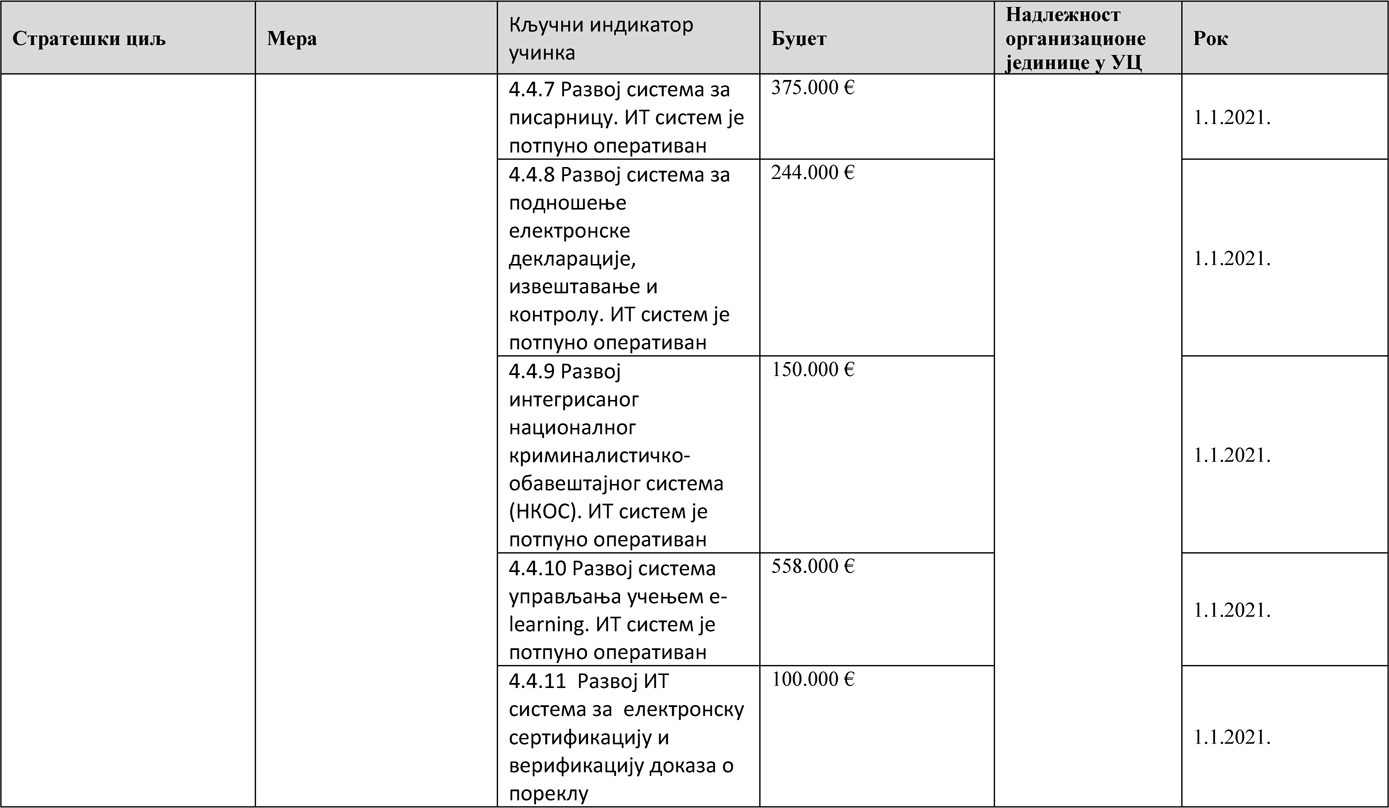 Стратешки циљ
Мера
Кључни индикатор
учинка
Буџет
Надлежност
организационе
јединице у УЦ
Рок
4.4.7 Развој система за
писарницу. ИТ систем је
потпуно оперативан
375.000 €
1.1.2021.
4.4.8 Развој система за
подношење
електронске
декларације,
извештавање и
контролу. ИТ систем је
потпуно оперативан
244.000 €
1.1.2021.
4.4.9 Развој
интегрисаног
националног
криминалистичко-
обавештајног система
(НКОС). ИТ систем је
потпуно оперативан
150.000 €
1.1.2021.
4.4.10 Развој система
управљања учењем e-
learning. ИТ систем је
потпуно оперативан
558.000 €
1.1.2021.
4.4.11  Развој ИТ
система за  електронску
сертификацију и
верификацију доказа о
пореклу
100.000 €
1.1.2021.